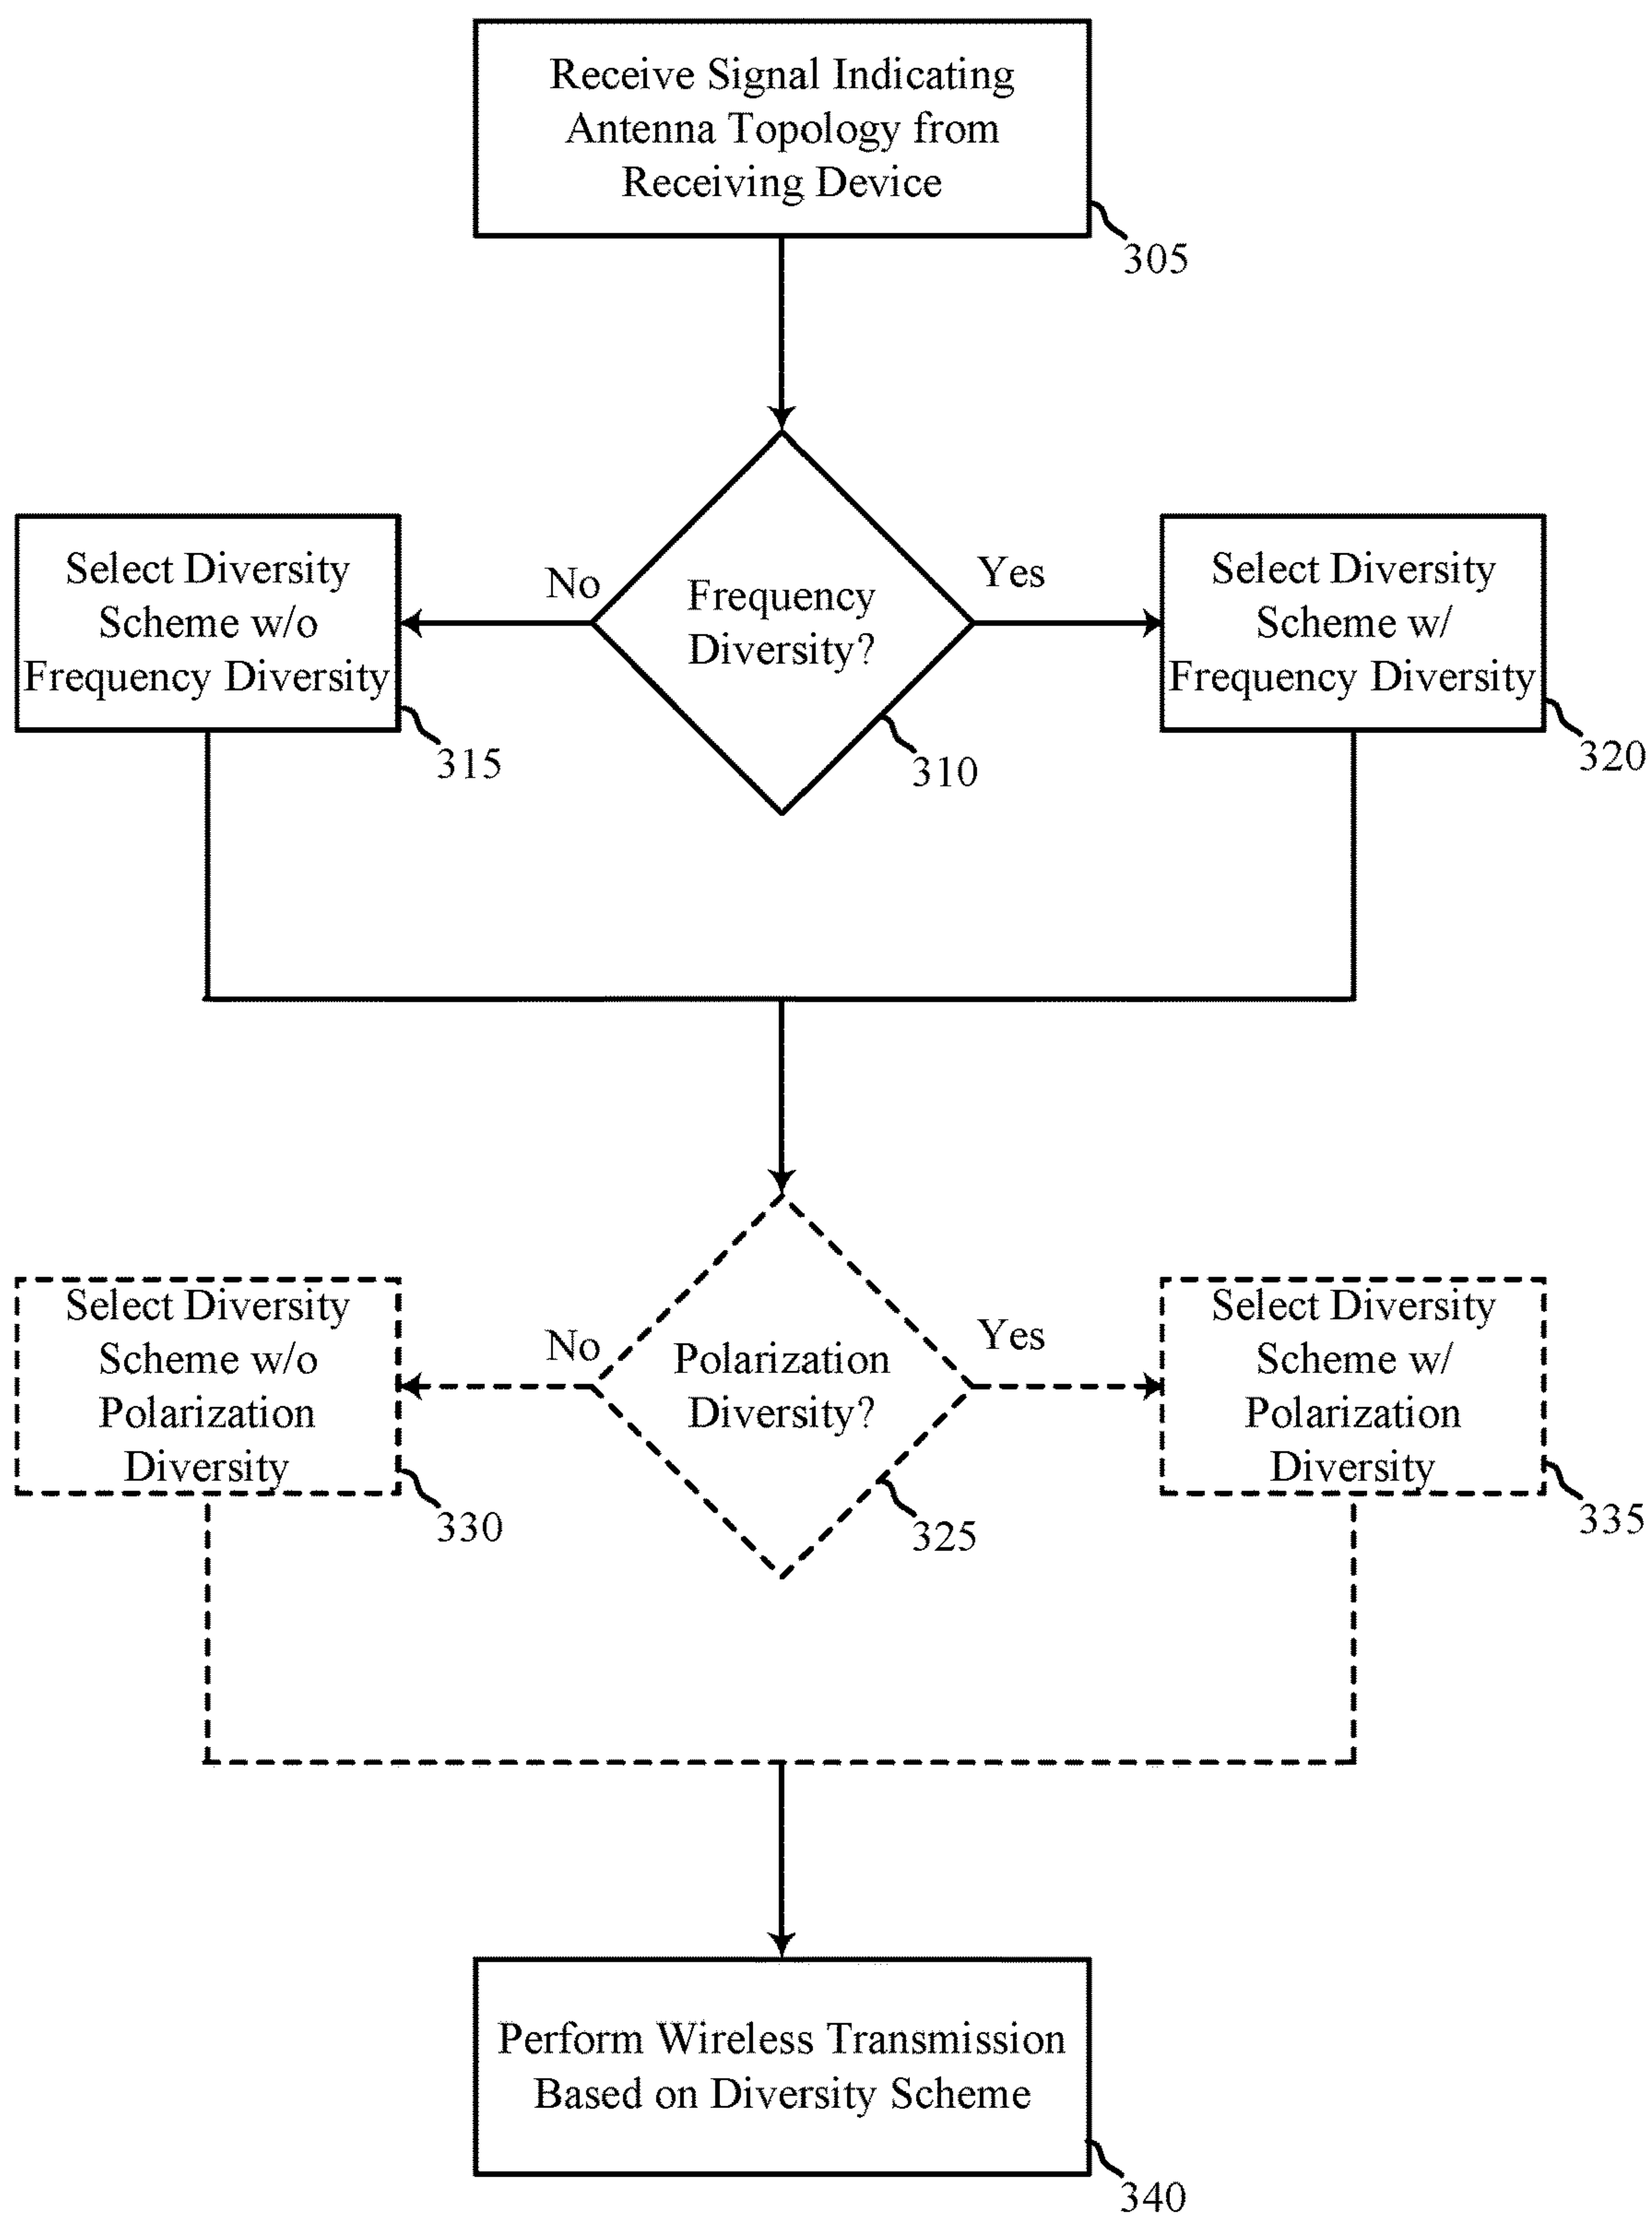 Receive Signal Indicating
Antenna Topology from
Receiving Device
305
Frequency
Diversity?
310
No
Yes
Select Diversity
Scheme w/o
Frequency Diversity
315
Select Diversity
Scheme w/
Frequency Diversity
320
Polarization
Diversity?
325
No
Yes
Select Diversity
Scheme w/o
Polarization
Diversity
330
Select Diversity
Scheme w/
Polarization
Diversity
335
Perform Wireless Transmission
Based on Diversity Scheme
340